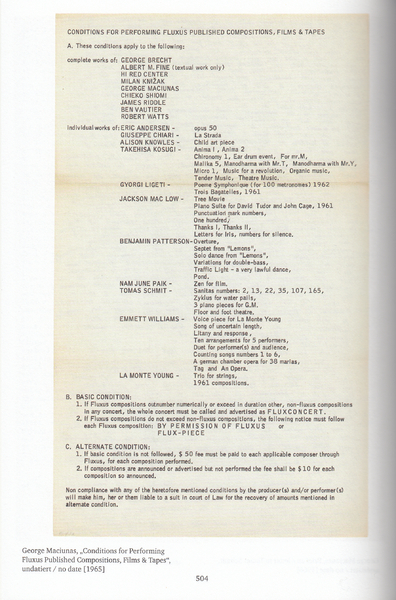 CONDITIONS FOR PERFORMING FLUXUS PUBLISHED COMPOSITIONS, FILMS & TAPES
A. These conditions apply to the following:
complete works of: GEORGE BRECHT
ALBERT M. FINE (textual work only)
HI RED CENTER
MILAN KNIŽAK
GEORGE MACIUNAS
CHIEKO SHIOMI
JAMES RIDDLE
BEN VAUTIER
ROBERT WATTS
individual works of: ERIC ANDERSEN - opus 50
GIUSEPPE CHIARI - La Strada
ALISON KNOWLES - Child art piece
TAKEHISA KOSUGI - Anima I, Anima 2
Chironomy 1, Ear drum event, For mr.M,
Malika 5, Manodharma with Mr.T, Manodharma with Mr.Y,
Micro 1, Music for a revolution, Organic music,
Tender Music, Theatre Music.
GYORGI LIGETI - Poeme Symphonique (for 100 metronomes) 1962
Trois Bagatelles, 1961
JACKSON MAC LOW - Tree Movie
Piano Suite for David Tudor and John Cage, 1961
Punctuation mark numbers,
One hundred,
Thanks I, Thanks II,
Letters for Iris, numbers for silence.
BENJAMIN PATTERSON- Overture,
Septet from "Lemons",
Solo dance from "Lemons",
Variations for double-bass,
Traffic Light - a very lawful dance,
Pond.
NAM JUNE PAIK - Zen for film.
TOMAS SCHMIT - Sanitas numbers: 2, 13, 22, 35, 107, 165,
Zyklus for water pails,
3 piano pieces for G.M.
Floor and foot theatre,
EMMETT WILLIAMS - Voice piece for La Monte Young
Song of uncertain length,
Litany and response,
Ten arrangements for 5 performers,
Duet for performer(s) and audience,
Counting songs numbers 1 to 6,
A german chamber opera for 38 marias,
Tag and An Opera.
LA MONTE YOUNG - Trio for strings,
1961 compositions.
B. BASIC CONDITION:
1. If Fluxus compositions outnumber numerically or exceed in duration other, non-fluxus compositions
in any concert, the whole concert must be called and advertised as FLUXCONCERT.
2. If Fluxus compositions do not exceed non-fluxus compositions, the following notice must follow
each Fluxus composition: BY PERMISSION OF FLUXUS or
FLUX-PIECE
C. ALTERNATE CONDITION:
1. If basic condition is not followed, $ 50 fee must be paid to each applicable composer through
Fluxus, for each composition performed.
2. If compositions are announced or advertised but not performed the fee shall be $ 10 for each
composition so announced.
Non compliance with any of the heretofore mentioned conditions by the producer(s) and/or performer(s)
will make him, her or them liable to a suit in court of Law for the recovery of amounts mentioned in
alternate condition.
George Maciunas, „Conditions for Performing
Fluxus Published Compositions, Films & Tapes",
undatiert / no date [1965]
504